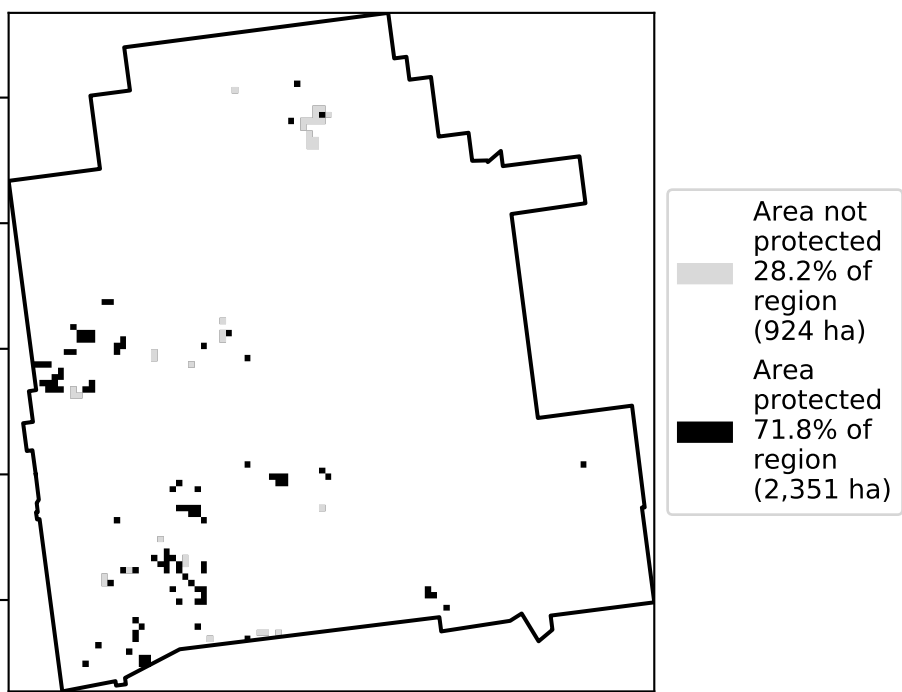 Area not
protected
28.2% of
region
(924 ha)
Area
protected
71.8% of
region
(2,351 ha)